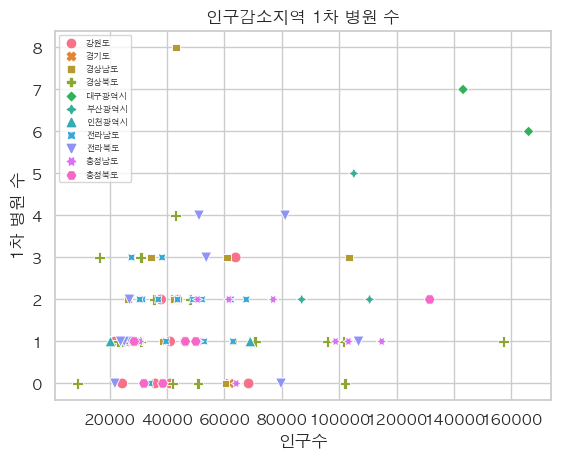 인구감소지역 1차 병원 수
1차 병원 수
8
7
6
5
4
3
2
1
0
강원도
경기도
경상남도
경상북도
대구광역시
부산광역시
인천광역시
전라남도
전라북도
충청남도
충청북도
20000 40000 60000 80000 100000 120000 140000 160000
인구수